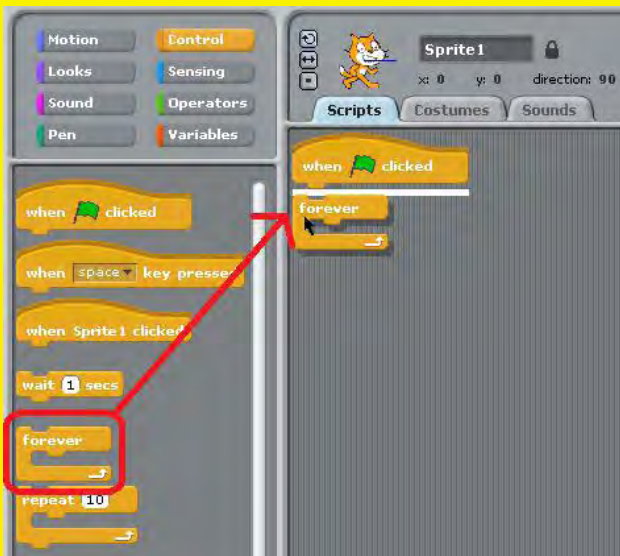 Motion
Control
Looks
Sensing
Sound
Operators
Pen
Variables
Sprite1
x: 0 y: 0 direction: 90
Scripts Costumes Sounds
when clicked
when space key pressed
when Sprite1 clicked
wait 1 secs
forever
repeat 10
when clicked
forever